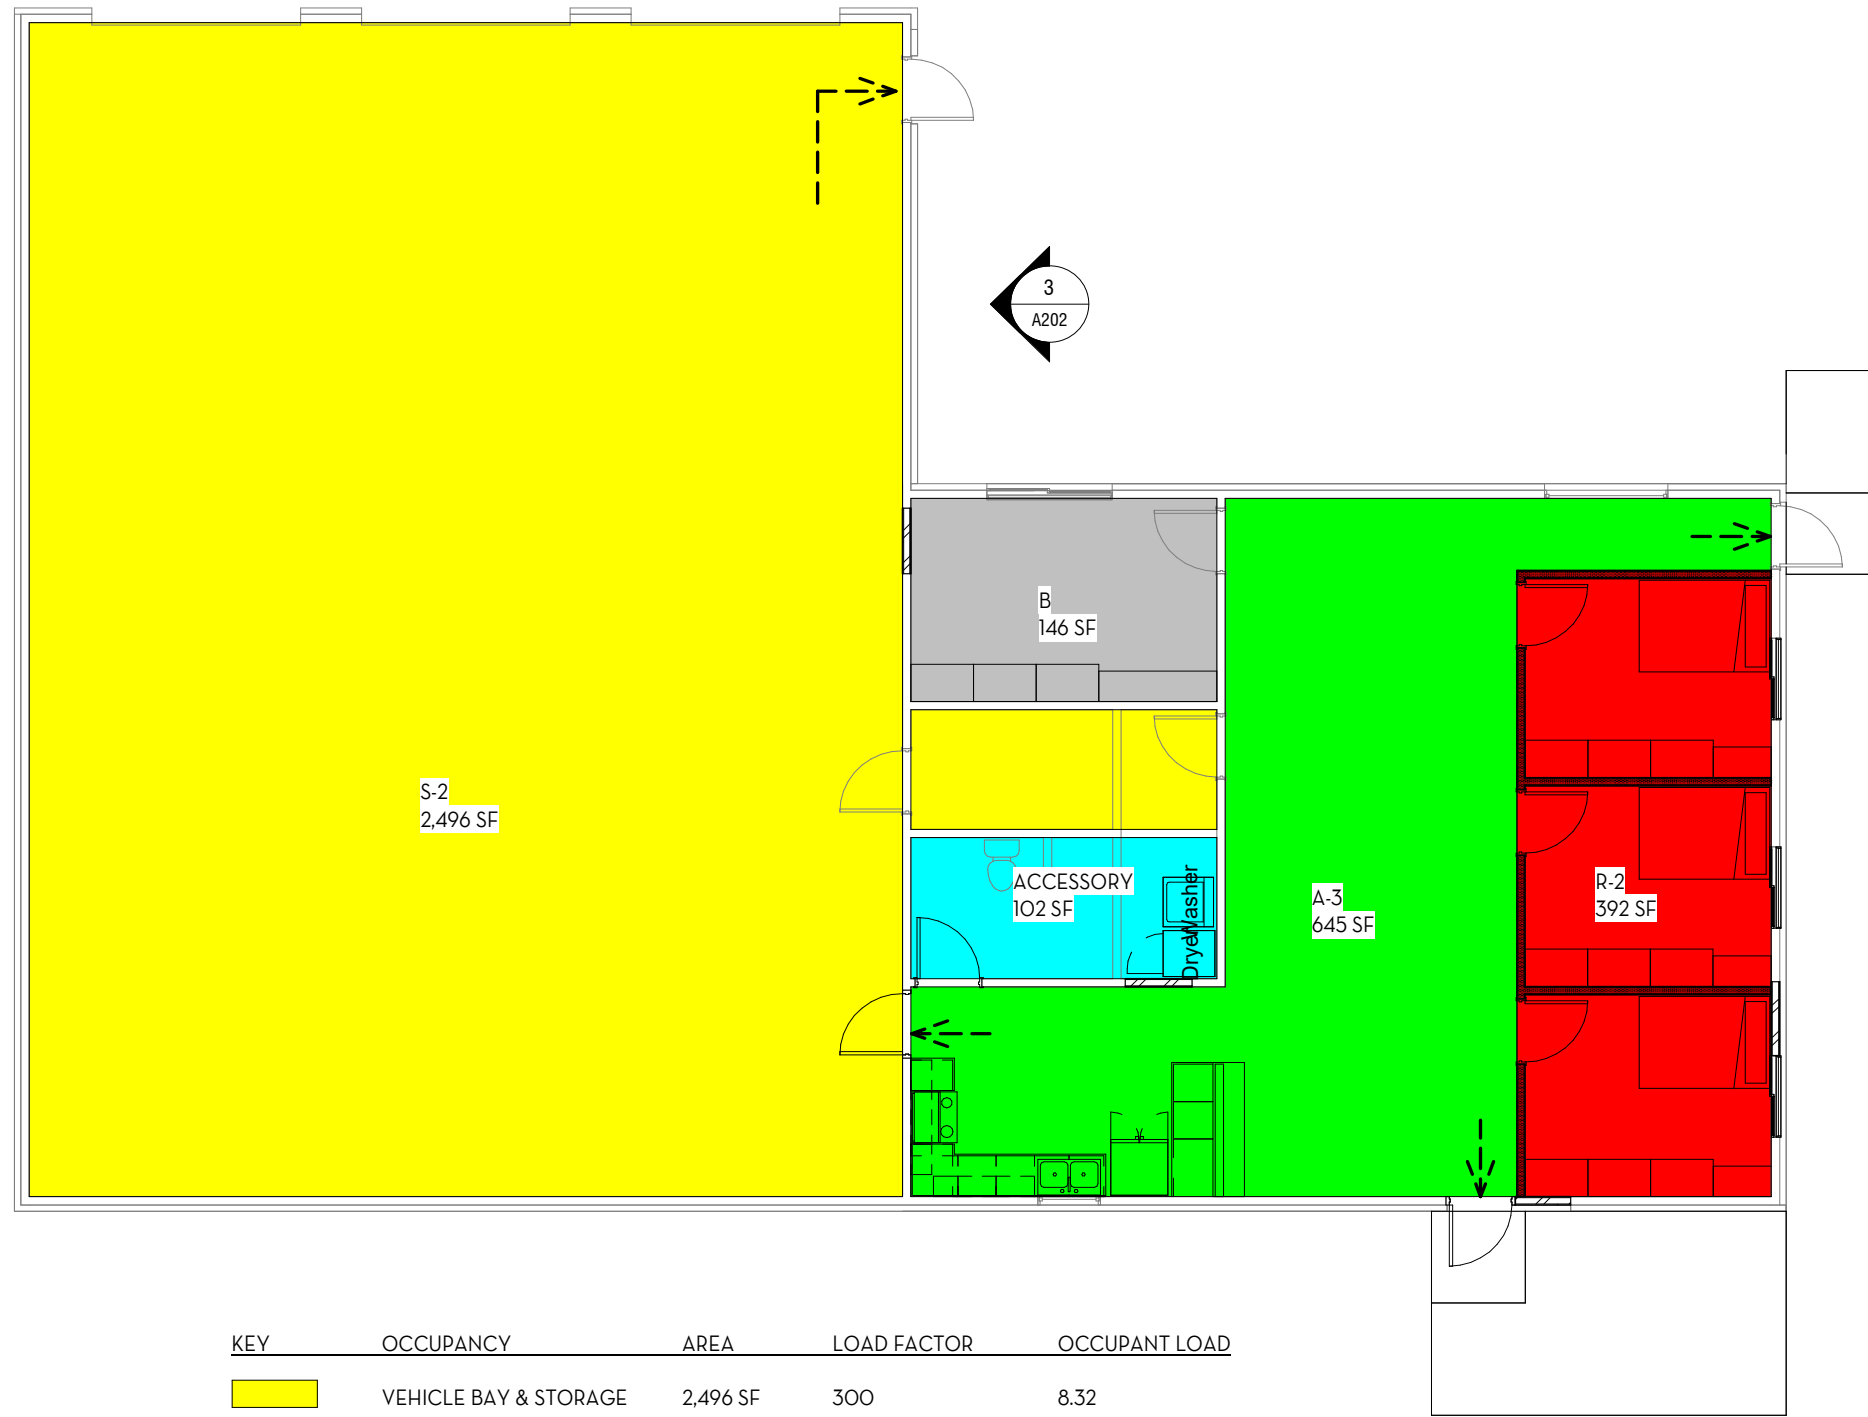 3
A202
B
146 SF
S-2
2,496 SF
ACCESSORY
102 SF
Washer
Dryer
A-3
645 SF
R-2
392 SF
KEY OCCUPANCY AREA LOAD FACTOR OCCUPANT LOAD
VEHICLE BAY & STORAGE 2,496 SF 300 8.32